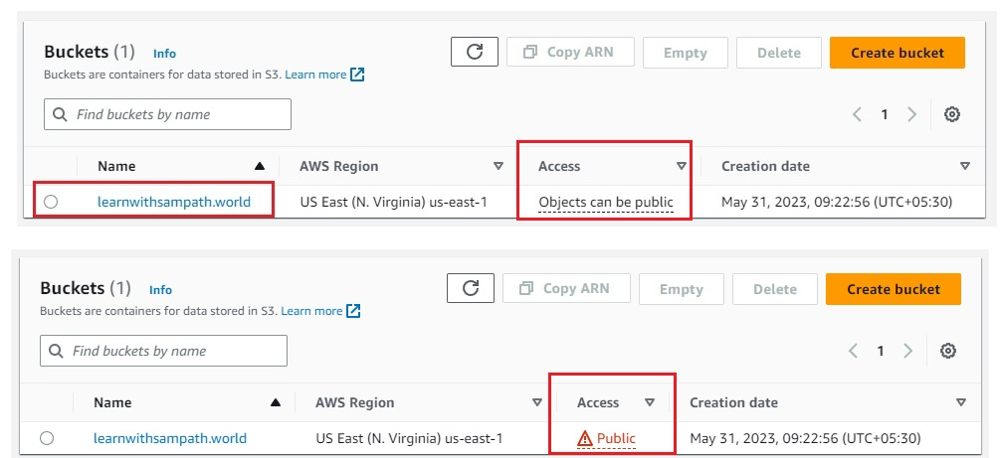 Buckets (1) Info
Copy ARN Empty Delete Create bucket
Buckets are containers for data stored in S3. Learn more
Find buckets by name
1
Name AWS Region Access Creation date
learnwithsampath.world US East (N. Virginia) us-east-1 Objects can be public May 31, 2023, 09:22:56 (UTC+05:30)
Buckets (1) Info
Copy ARN Empty Delete Create bucket
Buckets are containers for data stored in S3. Learn more
Find buckets by name
1
Name AWS Region Access Creation date
learnwithsampath.world US East (N. Virginia) us-east-1 Public May 31, 2023, 09:22:56 (UTC+05:30)